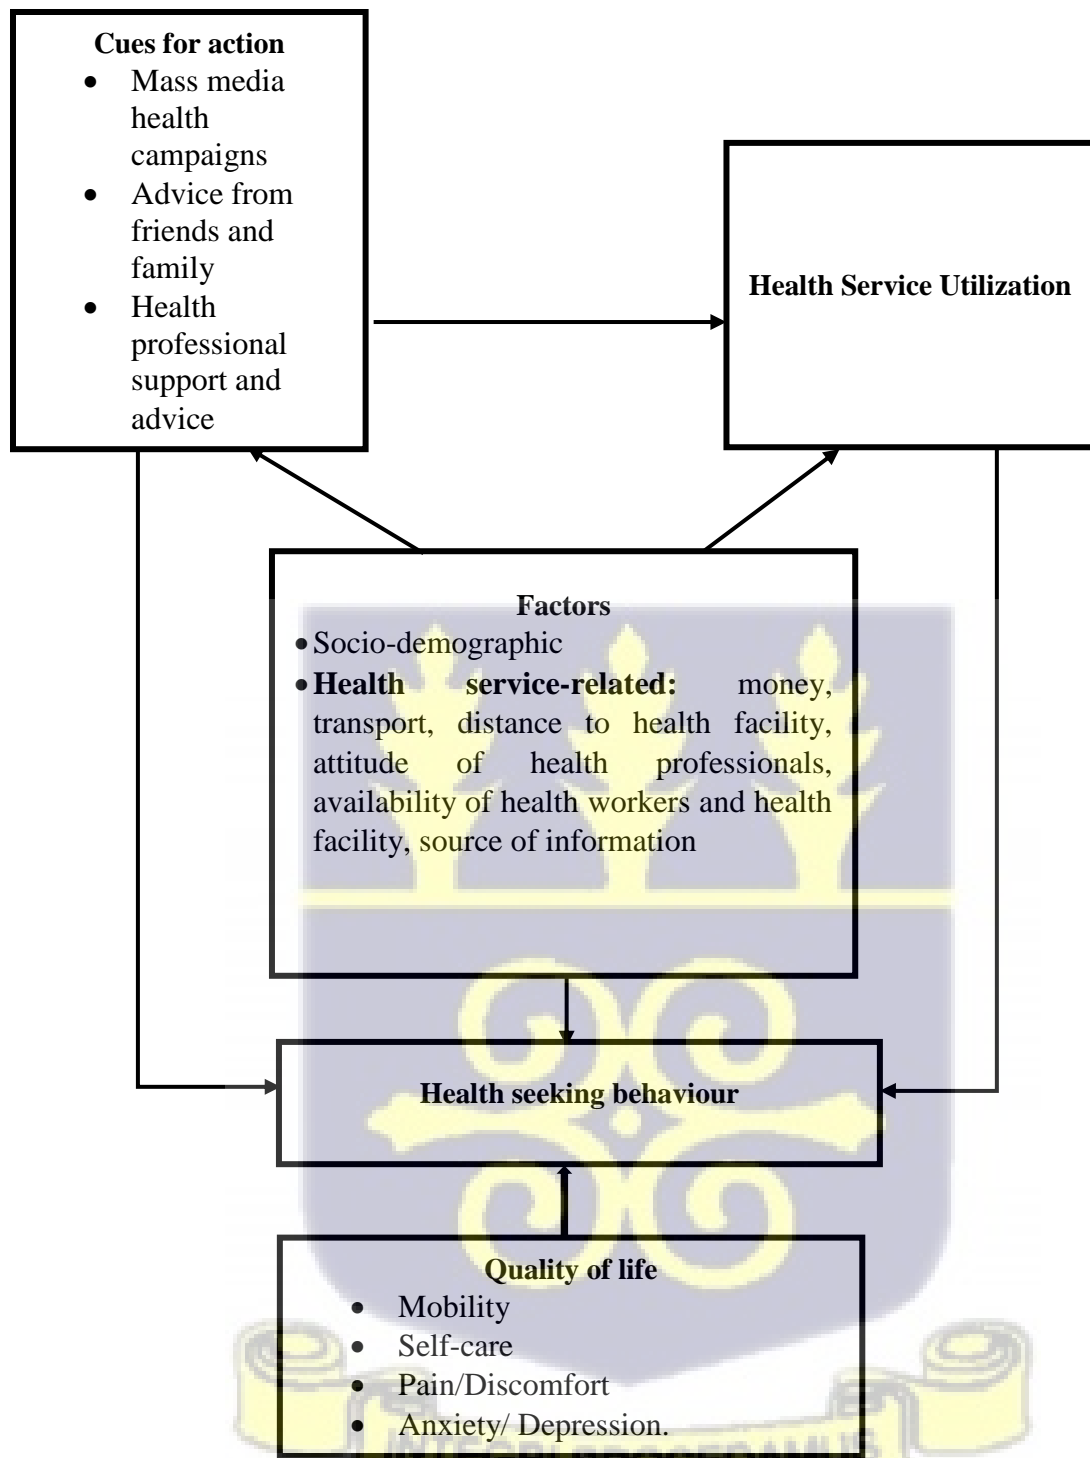 Cues for action
• Mass media
health
campaigns
• Advice from
friends and
family
• Health
professional
support and
advice
Health Service Utilization
Factors
• Socio-demographic
• Health service-related: money,
transport, distance to health facility,
attitude of health professionals,
availability of health workers and health
facility, source of information
Health seeking behaviour
Quality of life
• Mobility
• Self-care
• Pain/Discomfort
• Anxiety/ Depression.